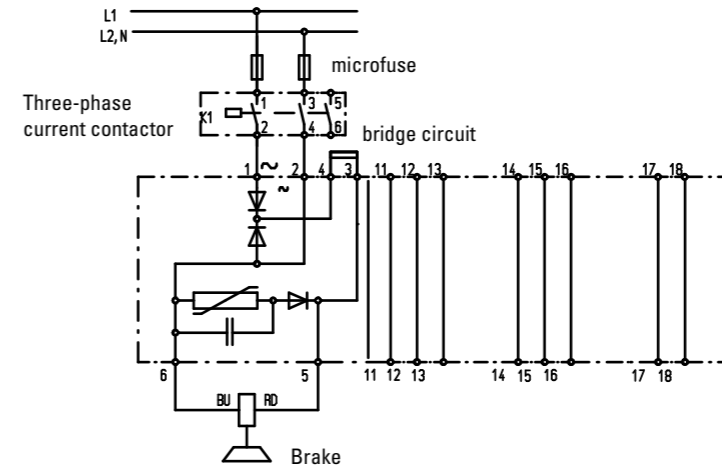 L1
L2, N
microfuse
Three-phase
current contactor
K1
1 3 5
2 4 6
bridge circuit
1 ~ 2 4 3 11 12 13 14 15 16 17 18
~
6 5 11 12 13 14 15 16 17 18
BU RD
Brake